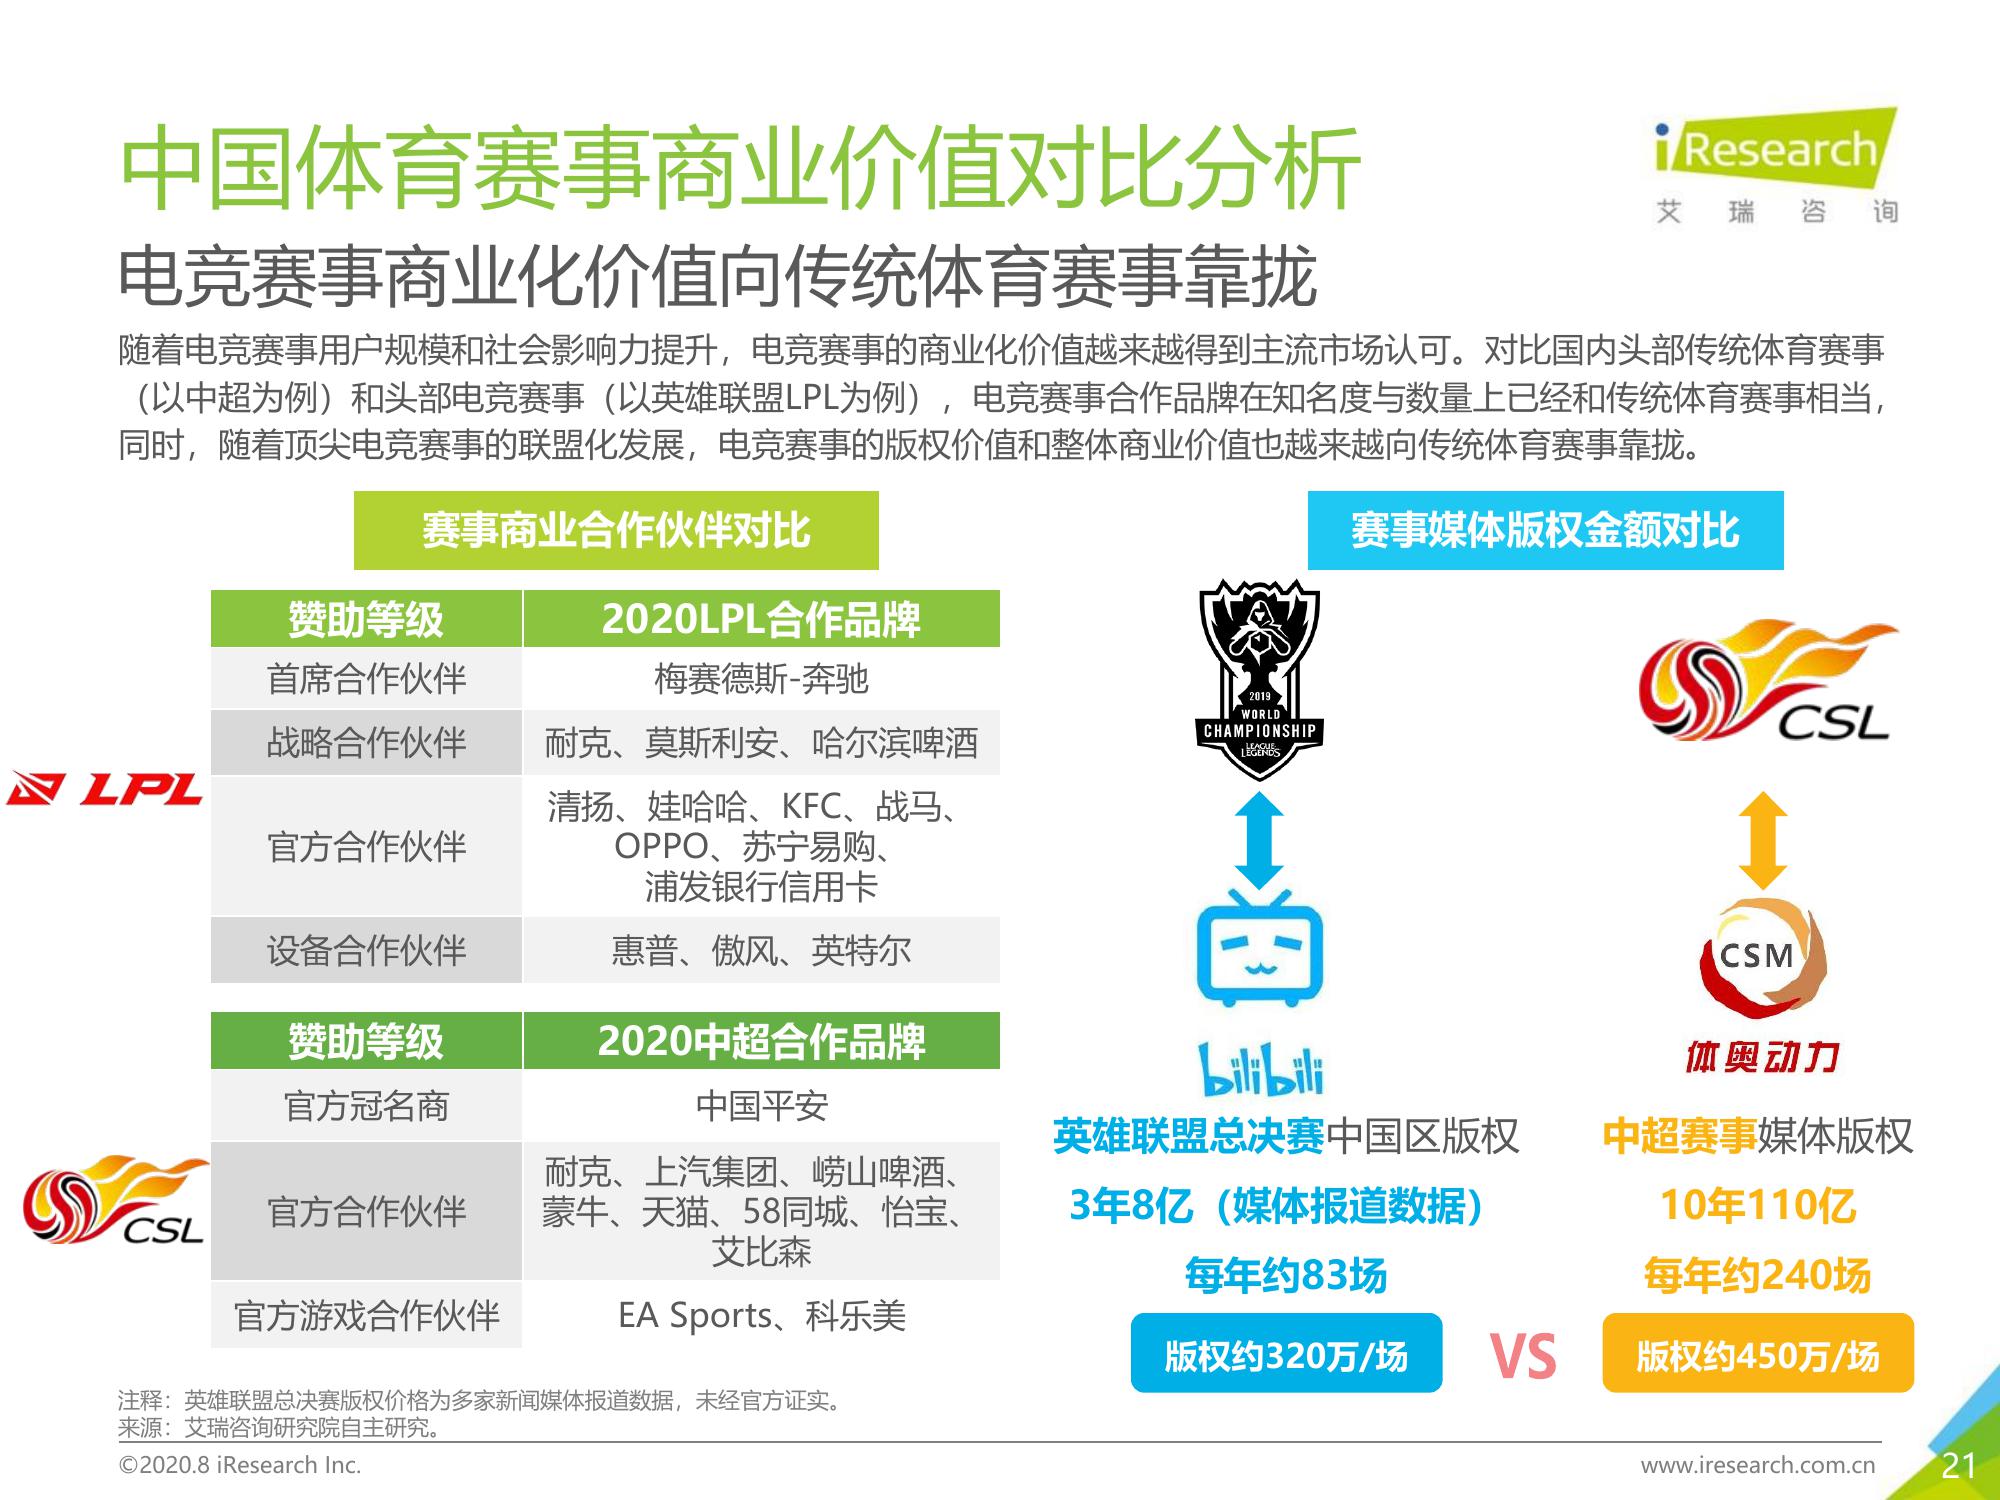 中国体育赛事商业价值对比分析
iResearch
艾瑞咨询
电竞赛事商业化价值向传统体育赛事靠拢
随着电竞赛事用户规模和社会影响力提升，电竞赛事的商业化价值越来越得到主流市场认可。对比国内头部传统体育赛事
（以中超为例）和头部电竞赛事（以英雄联盟LPL为例），电竞赛事合作品牌在知名度与数量上已经和传统体育赛事相当，
同时，随着顶尖电竞赛事的联盟化发展，电竞赛事的版权价值和整体商业价值也越来越向传统体育赛事靠拢。
赛事商业合作伙伴对比
LPL
赞助等级 2020LPL合作品牌
首席合作伙伴 梅赛德斯-奔驰
战略合作伙伴 耐克、莫斯利安、哈尔滨啤酒
官方合作伙伴 清扬、娃哈哈、KFC、战马、
OPPO、苏宁易购、
浦发银行信用卡
设备合作伙伴 惠普、傲风、英特尔
CSL
赞助等级 2020中超合作品牌
官方冠名商 中国平安
官方合作伙伴 耐克、上汽集团、崂山啤酒、
蒙牛、天猫、58同城、怡宝、
艾比森
官方游戏合作伙伴 EA Sports、科乐美
赛事媒体版权金额对比
2019
WORLD
CHAMPIONSHIP
LEAGUE
LEGENDS
bilibili
英雄联盟总决赛中国区版权
3年8亿（媒体报道数据）
每年约83场
版权约320万/场
VS
CSL
CSM
体奥动力
中超赛事媒体版权
10年110亿
每年约240场
版权约450万/场
注释：英雄联盟总决赛版权价格为多家新闻媒体报道数据，未经官方证实。
来源：艾瑞咨询研究院自主研究。
©2020.8 iResearch Inc.
www.iresearch.com.cn
21